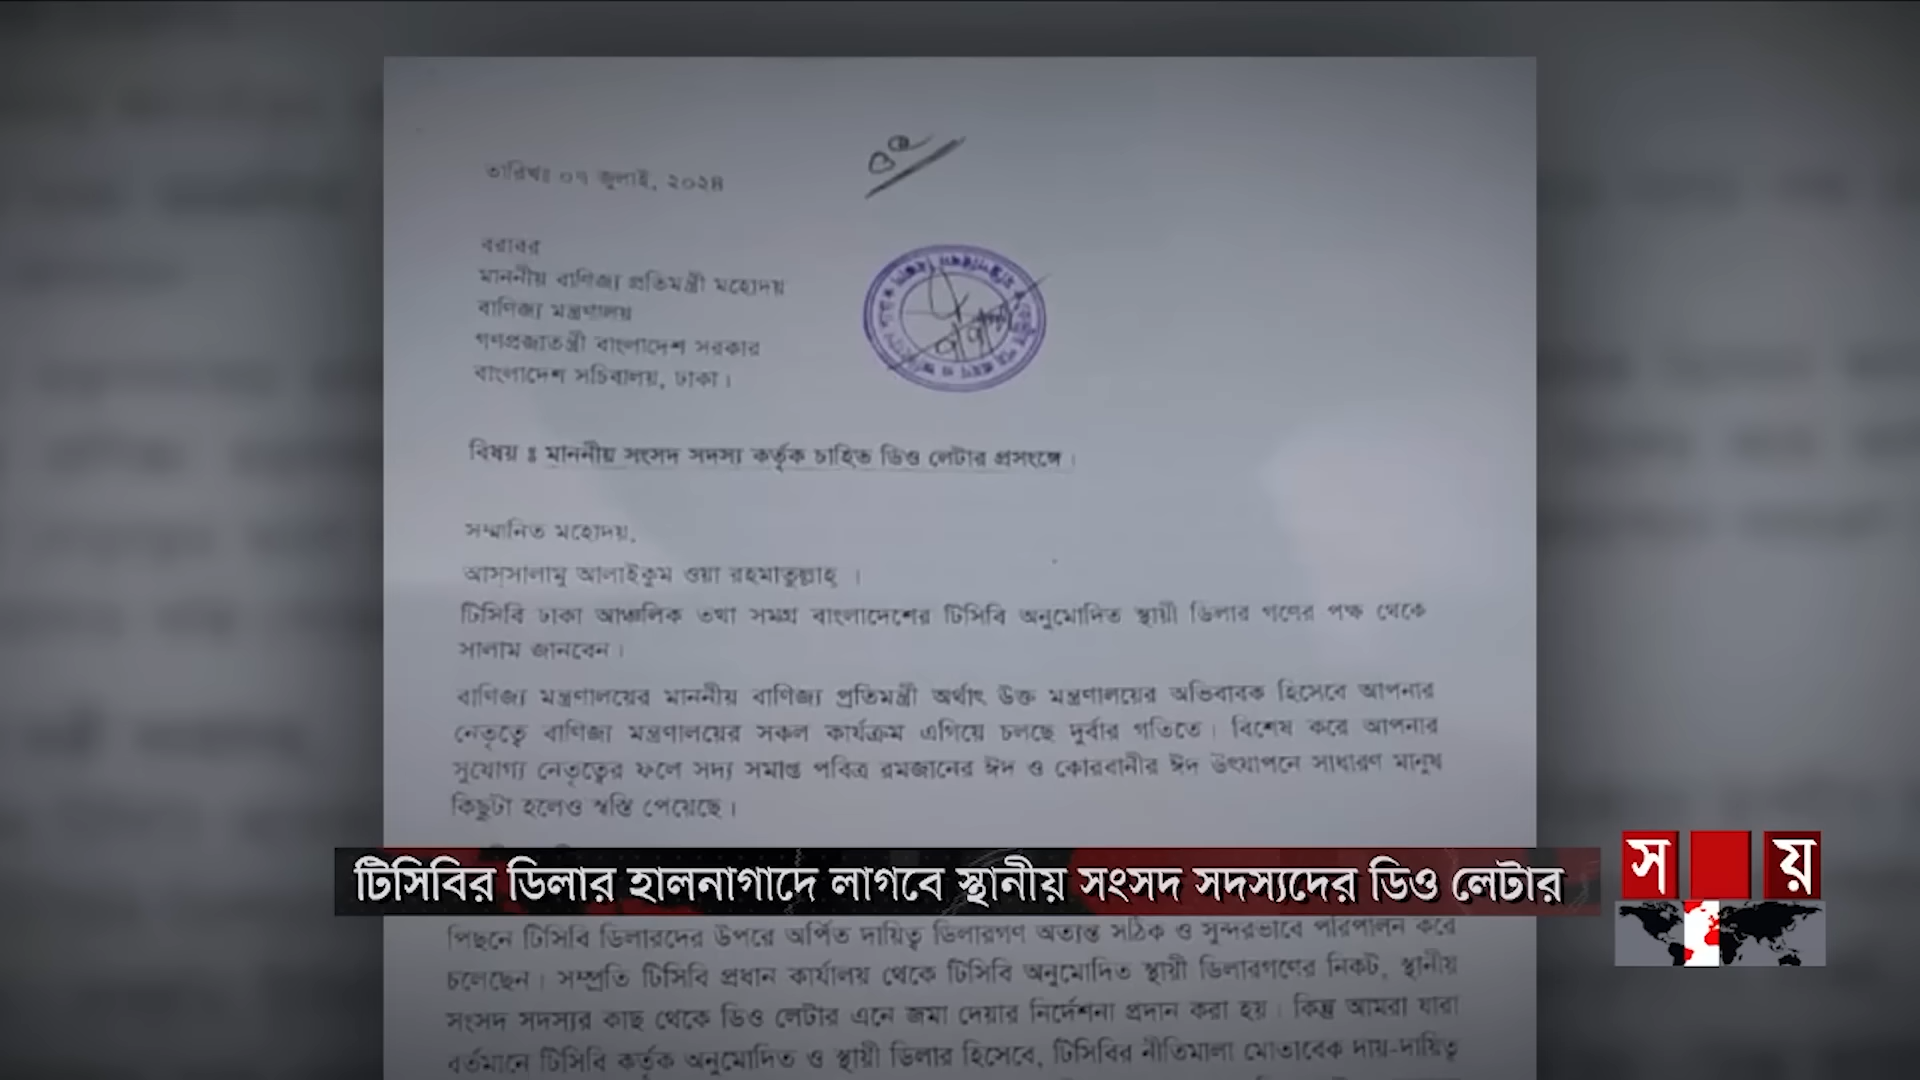 তারিখঃ ০৭ জুলাই, ২০২৪
বরাবর
মাননীয় বাণিজ্য প্রতিমন্ত্রী মহোদয়
বাণিজ্য মন্ত্রণালয়
গণপ্রজাতন্ত্রী বাংলাদেশ সরকার
বাংলাদেশ সচিবালয়, ঢাকা।
বিষয় ঃ মাননীয় সংসদ সদস্য কর্তৃক চাহিত ডিও লেটার প্রসংগে।
সম্মানিত মহোদয়,
আস্সালামু আলাইকুম ওয়া রহমাতুল্লাহ্ ।
টিসিবি ঢাকা আঞ্চলিক তথা সমগ্র বাংলাদেশের টিসিবি অনুমোদিত স্থায়ী ডিলার গণের পক্ষ থেকে
সালাম জানবেন।
বাণিজ্য মন্ত্রণালয়ের মাননীয় বাণিজ্য প্রতিমন্ত্রী অর্থাৎ উক্ত মন্ত্রণালয়ের অভিবাবক হিসেবে আপনার
নেতৃত্বে বাণিজ্য মন্ত্রণালয়ের সকল কার্যক্রম এগিয়ে চলছে দুর্বার গতিতে। বিশেষ করে আপনার
সুযোগ্য নেতৃত্বের ফলে সদ্য সমাপ্ত পবিত্র রমজানের ঈদ ও কোরবানীর ঈদ উৎযাপনে সাধারণ মানুষ
কিছুটা হলেও স্বস্তি পেয়েছে।
টিসিবির ডিলার হালনাগাদে লাগবে স্থানীয় সংসদ সদস্যদের ডিও লেটার
স য়
পিছনে টিসিবি ডিলারদের উপরে অর্পিত দায়িত্ব ডিলারগণ অত্যন্ত সঠিক ও সুন্দরভাবে পরিপালন করে
চলেছেন। সম্প্রতি টিসিবি প্রধান কার্যালয় থেকে টিসিবি অনুমোদিত স্থায়ী ডিলারগণের নিকট, স্থানীয়
সংসদ সদস্যর কাছ থেকে ডিও লেটার এনে জমা দেয়ার নির্দেশনা প্রদান করা হয়। কিন্তু আমরা যারা
বর্তমানে টিসিবি কর্তৃক অনুমোদিত ও স্থায়ী ডিলার হিসেবে, টিসিবির নীতিমালা মোতাবেক দায়-দায়িত্ব